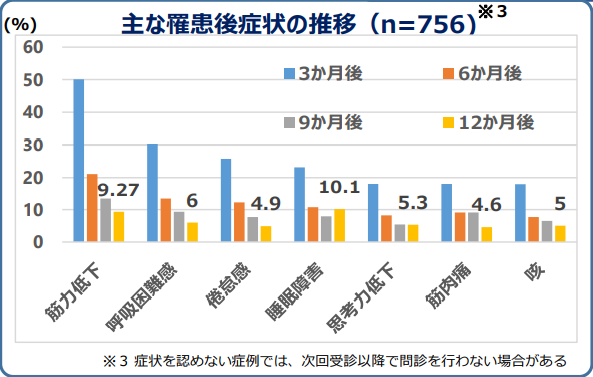 主な罹患後症状の推移（n=756）※３
(%)
60
50
40
30
20
10
0
3か月後
6か月後
9か月後
12か月後
9.27
6
4.9
10.1
5.3
4.6
5
筋力低下
呼吸困難感
倦怠感
睡眠障害
思考力低下
筋肉痛
咳
※３ 症状を認めない症例では、次回受診以降で問診を行わない場合がある